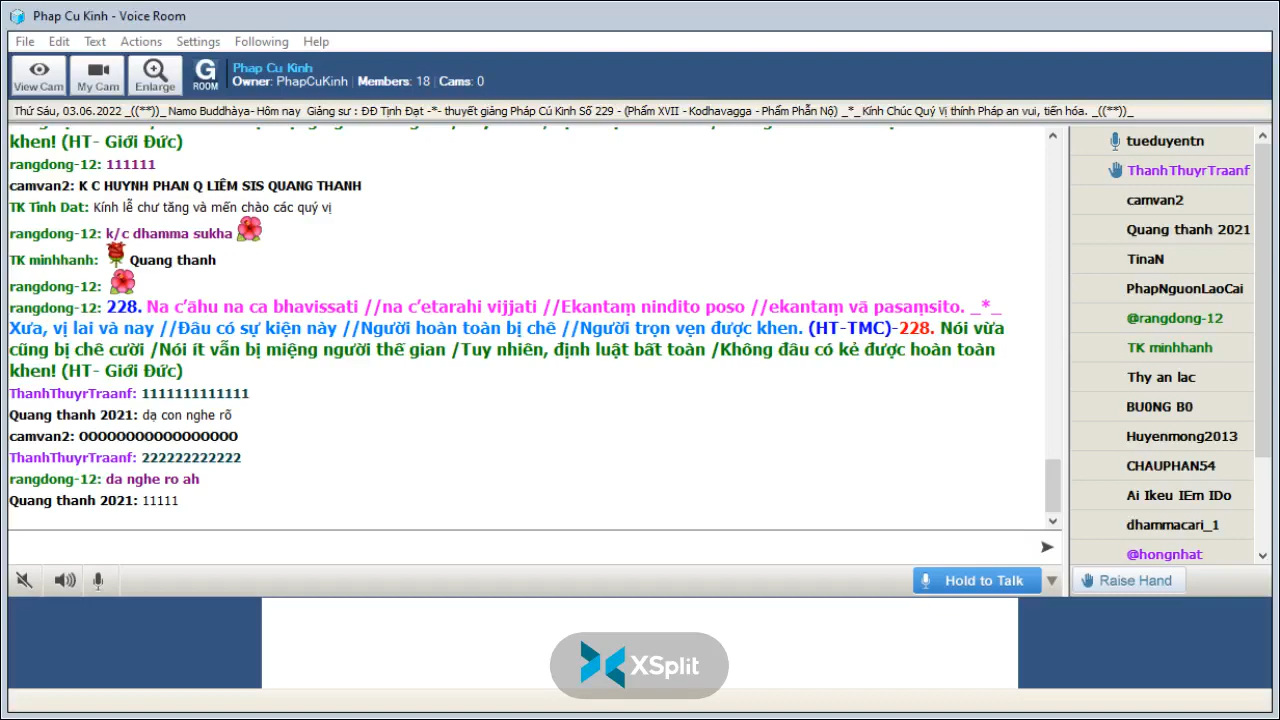 Phap Cu Kinh - Voice Room
File Edit Text Actions Settings Following Help
View Cam My Cam Enlarge G ROOM
Phap Cu Kinh
Owner: PhapCuKinh | Members: 18 | Cams: 0
Thứ Sáu, 03.06.2022 _((**))_ Namo Buddhàya- Hôm nay Giảng sư : ĐĐ Tịnh Đạt -*- thuyết giảng Pháp Cú Kinh Số 229 - (Phẩm XVII - Kodhavagga - Phẩm Phẫn Nộ) _*_ Kính Chúc Quý Vị thính Pháp an vui, tiến hóa. _((**))_
khen! (HT- Giới Đức)
rangdong-12: 111111
camvan2: K C HUYNH PHAN Q LIÊM SIS QUANG THANH
TK Tinh Dat: Kính lễ chư tăng và mến chào các quý vị
rangdong-12: k/c dhamma sukha
TK minhhanh: Quang thanh
rangdong-12:
rangdong-12: 228. Na c’āhu na ca bhavissati //na c’etarahi vijjati //Ekantaṃ nindito poso //ekantaṃ vā pasaṃsito. _*_
Xưa, vị lai và nay //Đâu có sự kiện này //Người hoàn toàn bị chê //Người trọn vẹn được khen. (HT-TMC)-228. Nói vừa
cũng bị chê cười /Nói ít vẫn bị miệng người thế gian /Tuy nhiên, định luật bất toàn /Không đâu có kẻ được hoàn toàn
khen! (HT- Giới Đức)
ThanhThuyrTraanf: 1111111111111
Quang thanh 2021: dạ con nghe rõ
camvan2: OOOOOOOOOOOOOOOOO
ThanhThuyrTraanf: 222222222222
rangdong-12: da nghe ro ah
Quang thanh 2021: 11111
tueduyentn
ThanhThuyrTraanf
camvan2
Quang thanh 2021
TinaN
PhapNguonLaoCai
@rangdong-12
TK minhhanh
Thy an lac
BU0NG B0
Huyenmong2013
CHAUPHAN54
Ai Ikeu IEm IDo
dhammacari_1
@hongnhat
Hold to Talk
Raise Hand
XSplit